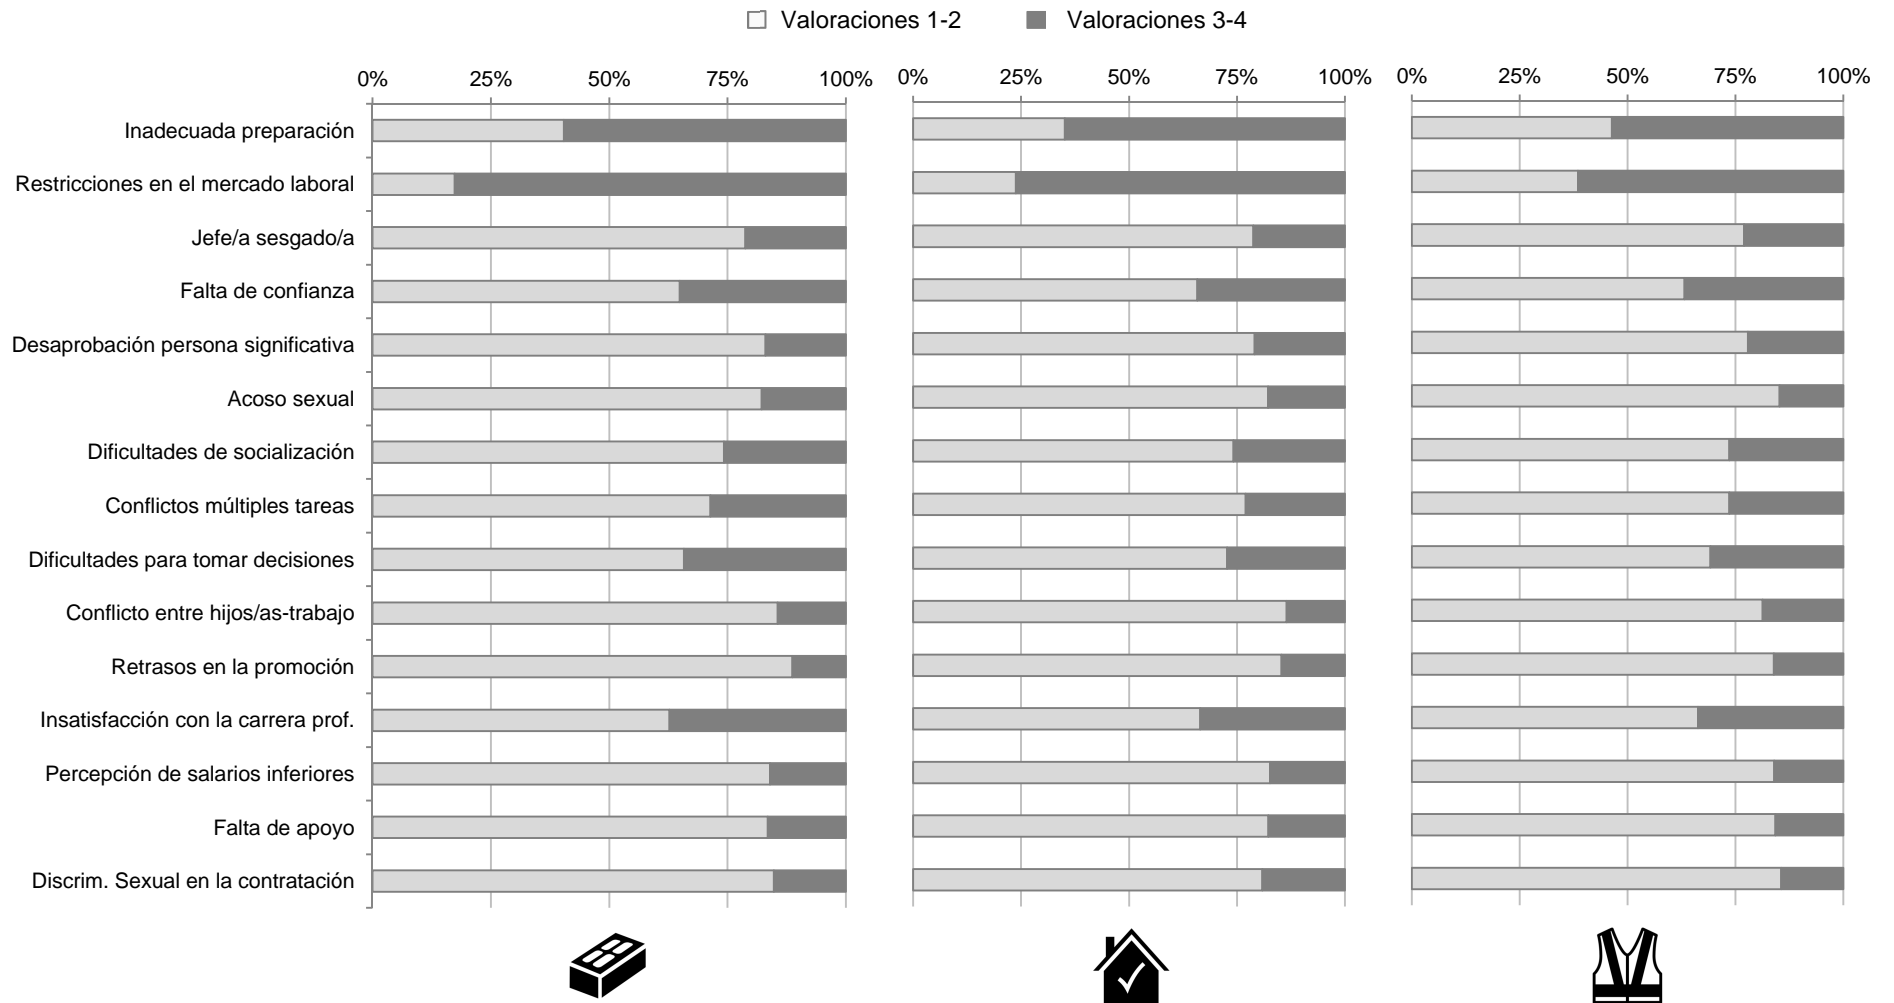 Valoraciones 1-2 Valoraciones 3-4
0% 25% 50% 75% 100% 0% 25% 50% 75% 100% 0% 25% 50% 75% 100%
Inadecuada preparación
Restricciones en el mercado laboral
Jefe/a sesgado/a
Falta de confianza
Desaprobación persona significativa
Acoso sexual
Dificultades de socialización
Conflictos múltiples tareas
Dificultades para tomar decisiones
Conflicto entre hijos/as-trabajo
Retrasos en la promoción
Insatisfacción con la carrera prof.
Percepción de salarios inferiores
Falta de apoyo
Discrim. Sexual en la contratación